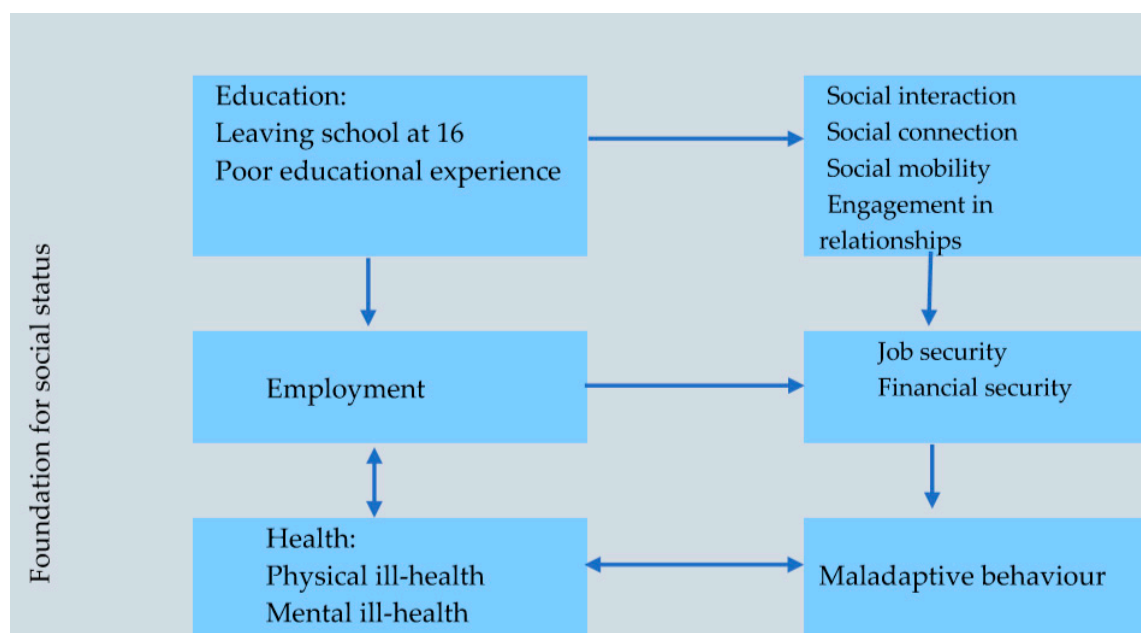 Foundation for social status
Education:
Leaving school at 16
Poor educational experience
Social interaction
Social connection
Social mobility
Engagement in
relationships
Employment
Job security
Financial security
Health:
Physical ill-health
Mental ill-health
Maladaptive behaviour